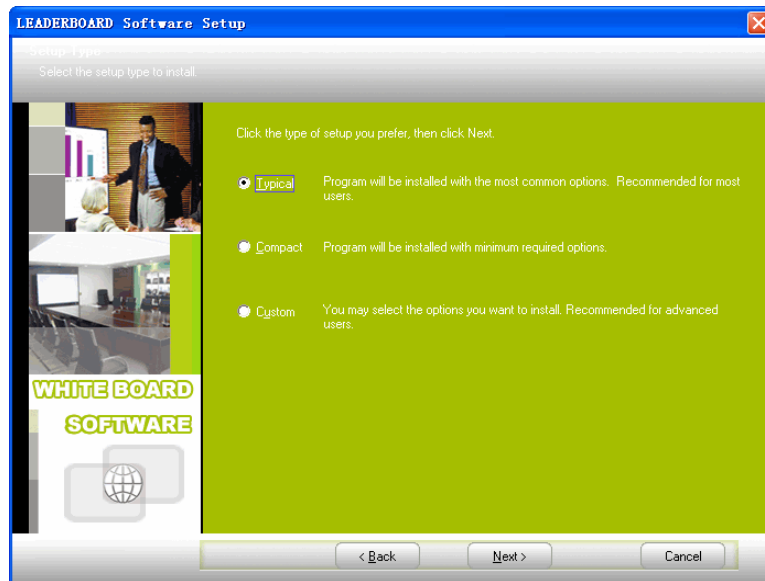 LEADERBOARD Software Setup
Setup Type
Select the setup type to install.
Click the type of setup you prefer, then click Next.
Typical Program will be installed with the most common options. Recommended for most
users.
Compact Program will be installed with minimum required options.
Custom You may select the options you want to install. Recommended for advanced
users.
WHITE BOARD
SOFTWARE
< Back Next > Cancel